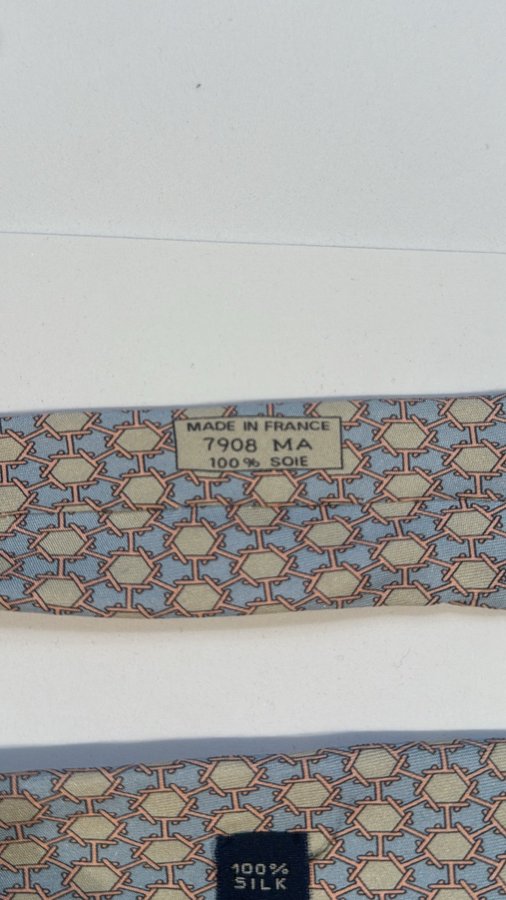 MADE IN FRANCE
7908 MA
100% SOIE
100%
SILK